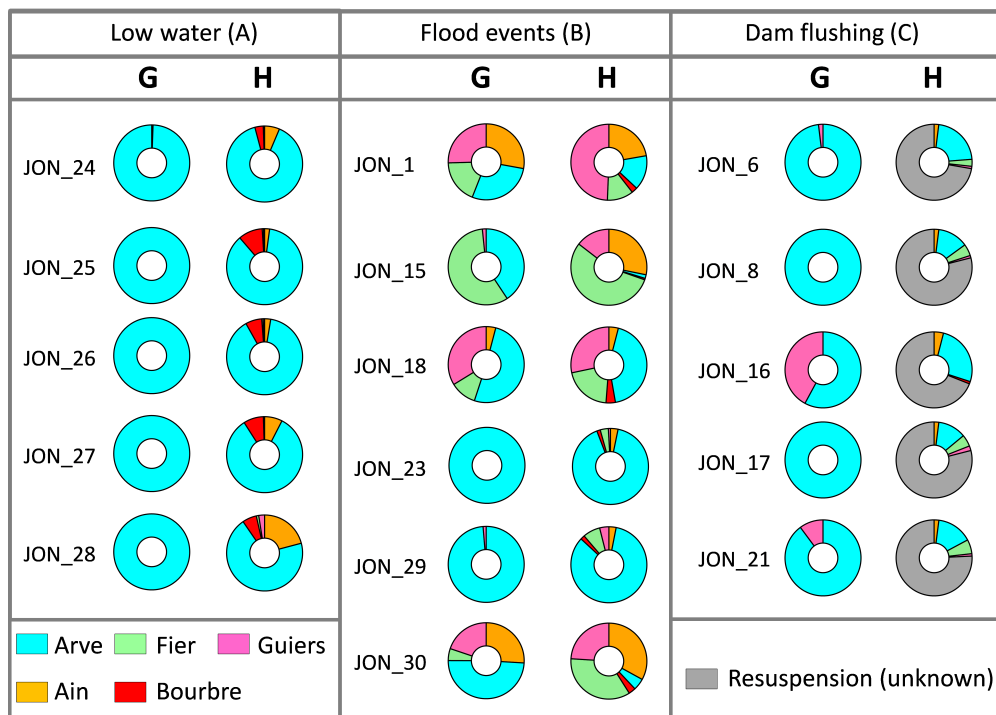 Low water (A) Flood events (B) Dam flushing (C)
G H G H G H
JON_24 JON_1 JON_6
JON_25 JON_15 JON_8
JON_26 JON_18 JON_16
JON_27 JON_23 JON_17
JON_28 JON_29 JON_21
Arve Fier Guiers JON_30 Resuspension (unknown)
Ain Bourbre